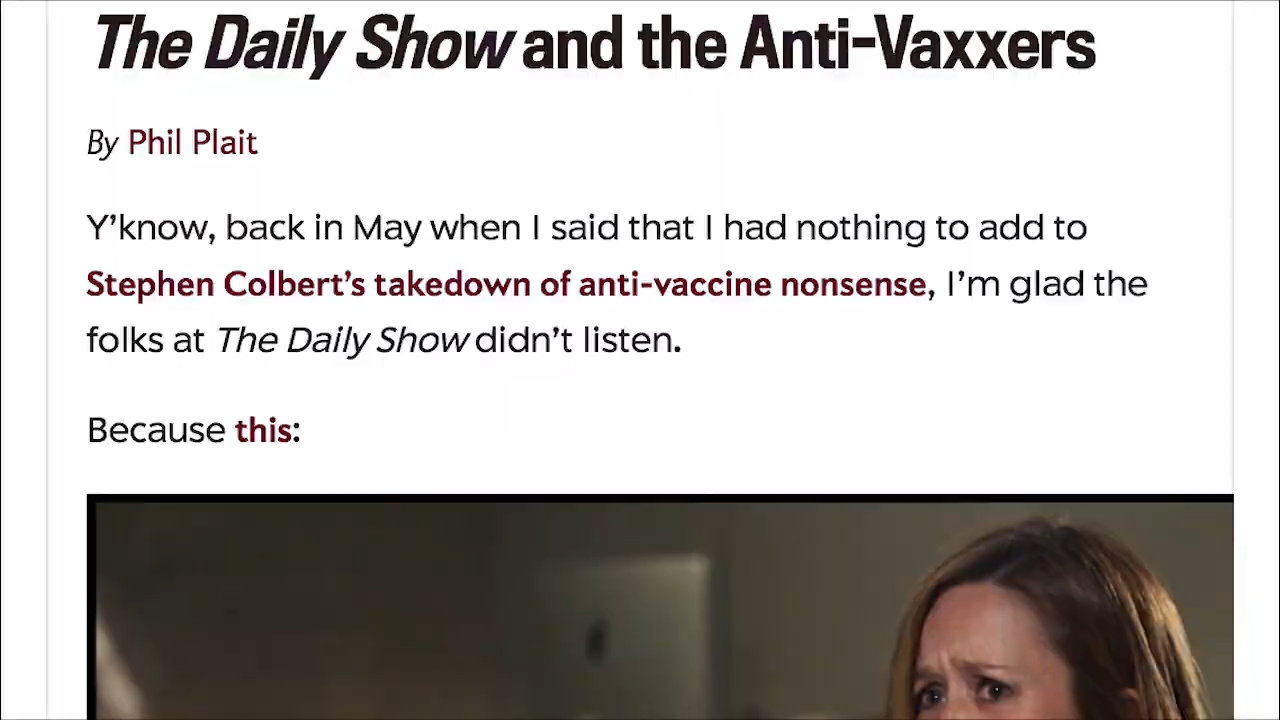 The Daily Show and the Anti-Vaxxers
By Phil Plait
Y’know, back in May when I said that I had nothing to add to
Stephen Colbert’s takedown of anti-vaccine nonsense, I’m glad the
folks at The Daily Show didn’t listen.
Because this: